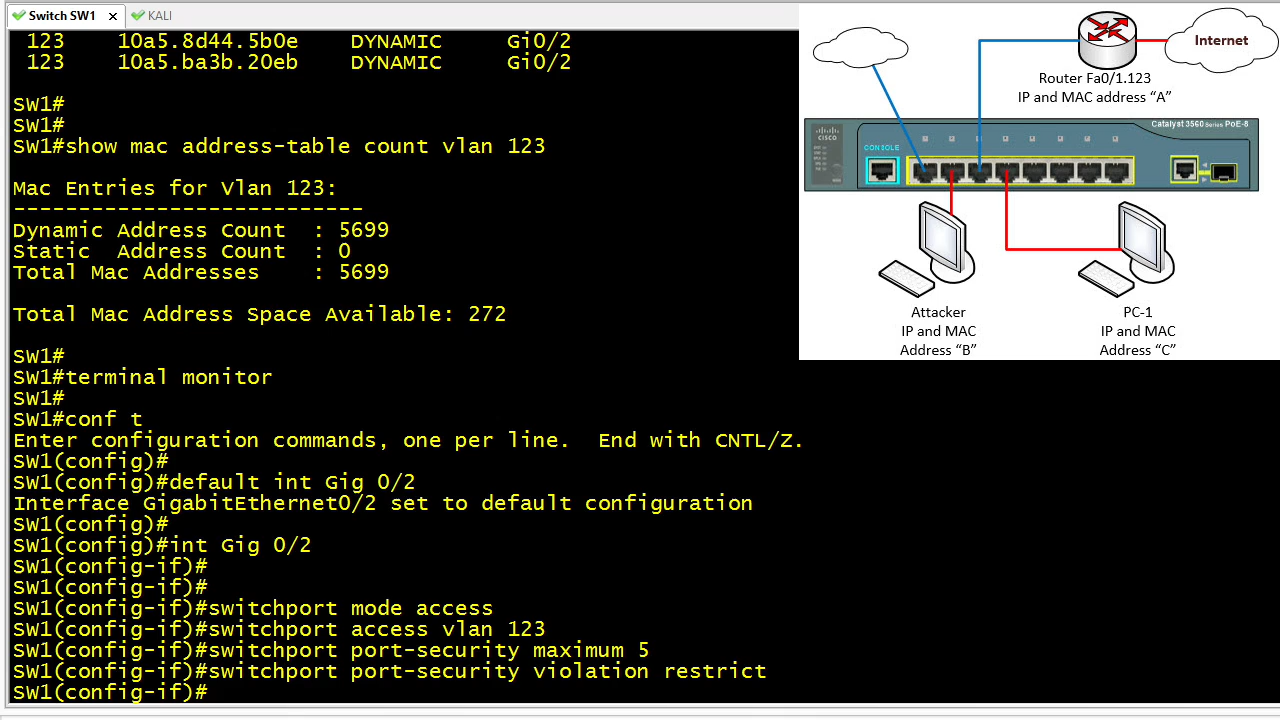 Switch SW1 × KALI
123 10a5.8d44.5b0e DYNAMIC Gi0/2
123 10a5.ba3b.20eb DYNAMIC Gi0/2
SW1#
SW1#
SW1#show mac address-table count vlan 123
Mac Entries for Vlan 123:
---------------------------
Dynamic Address Count : 5699
Static Address Count : 0
Total Mac Addresses : 5699
Total Mac Address Space Available: 272
SW1#
SW1#terminal monitor
SW1#
SW1#conf t
Enter configuration commands, one per line. End with CNTL/Z.
SW1(config)#
SW1(config)#default int Gig 0/2
Interface GigabitEthernet0/2 set to default configuration
SW1(config)#
SW1(config)#int Gig 0/2
SW1(config-if)#
SW1(config-if)#
SW1(config-if)#switchport mode access
SW1(config-if)#switchport access vlan 123
SW1(config-if)#switchport port-security maximum 5
SW1(config-if)#switchport port-security violation restrict
SW1(config-if)#
Internet
Router Fa0/1.123
IP and MAC address “A”
Catalyst 3560 Series PoE-8
CISCO
CONSOLE
Attacker
IP and MAC
Address “B”
PC-1
IP and MAC
Address “C”